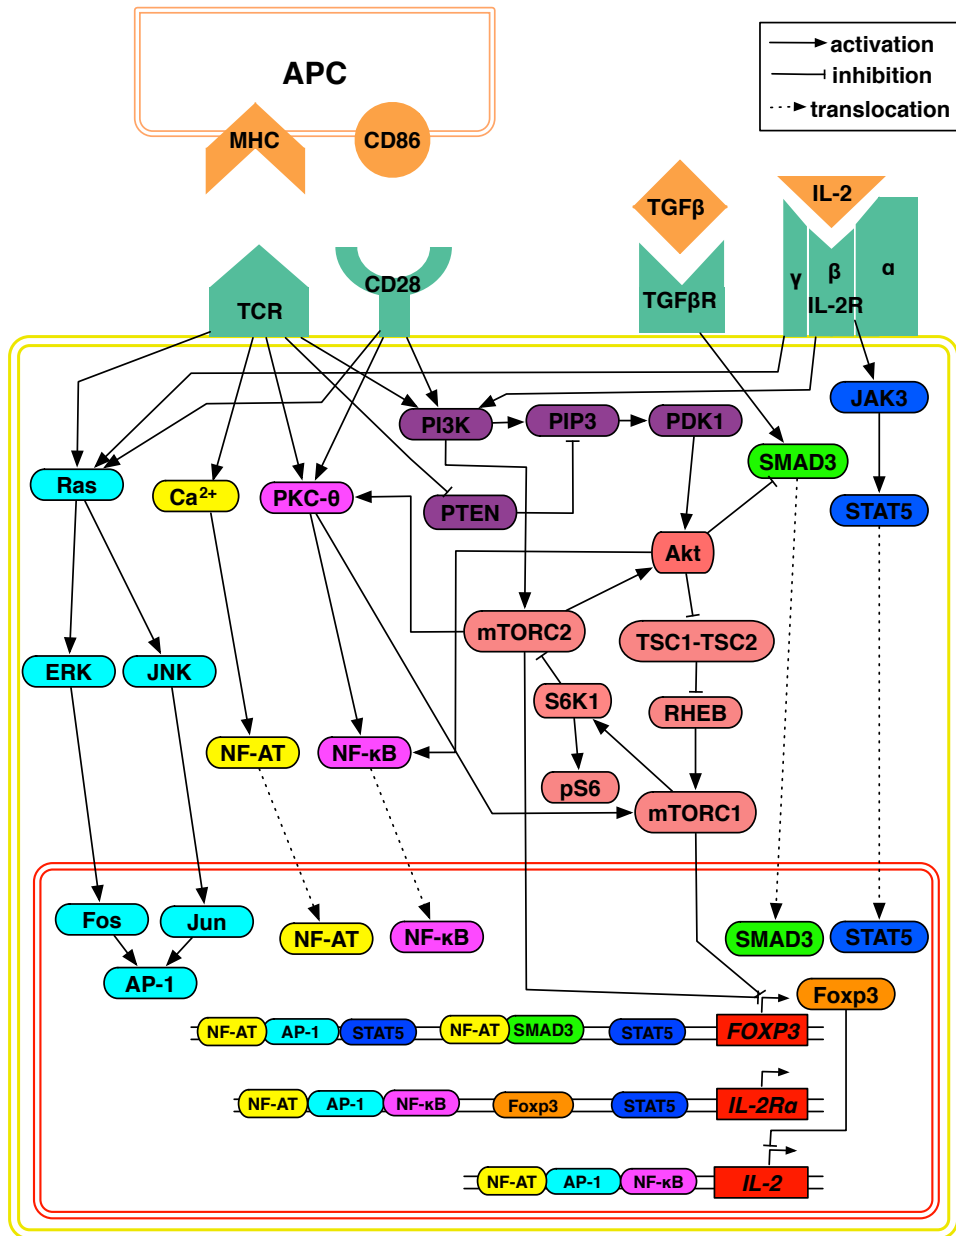 APC
MHC
CD86
activation
inhibition
translocation
TGFβ
IL-2
TCR
CD28
TGFβR
γ
β
α
IL-2R
JAK3
PI3K
PIP3
PDK1
SMAD3
Ras
Ca²⁺
PKC-θ
PTEN
STAT5
Akt
mTORC2
TSC1-TSC2
ERK
JNK
S6K1
RHEB
NF-AT
NF-κB
pS6
mTORC1
Fos
Jun
NF-AT
NF-κB
SMAD3
STAT5
AP-1
Foxp3
NF-AT AP-1 STAT5 NF-AT SMAD3 STAT5 FOXP3
NF-AT AP-1 NF-κB Foxp3 STAT5 IL-2Rα
NF-AT AP-1 NF-κB IL-2